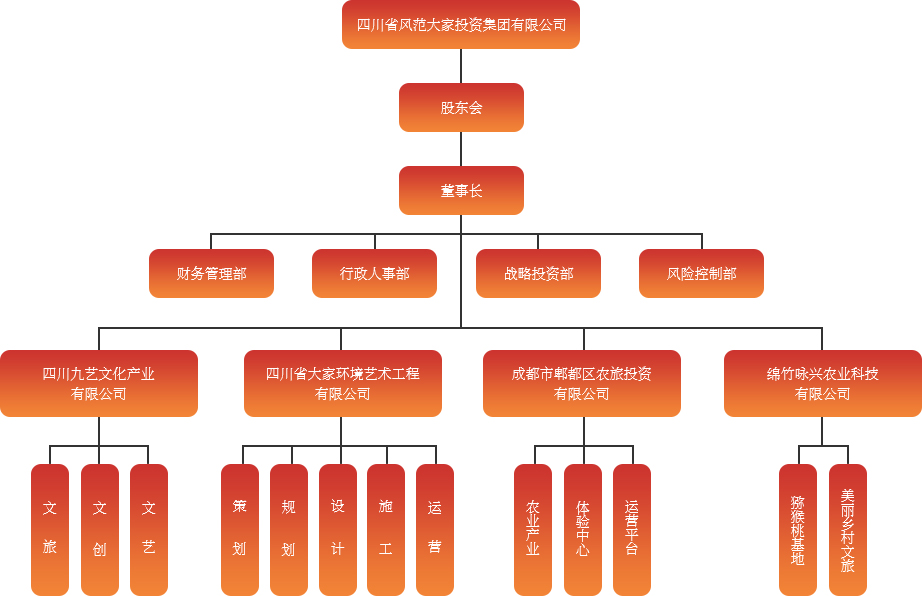 四川省风范大家投资集团有限公司
股东会
董事长
财务管理部
行政人事部
战略投资部
风险控制部
四川九艺文化产业
有限公司
四川省大家环境艺术工程
有限公司
成都市郫都区农旅投资
有限公司
绵竹咏兴农业科技
有限公司
文旅
文创
文艺
策划
规划
设计
施工
运营
农业产业
体验中心
运营平台
猕猴桃基地
美丽乡村文旅